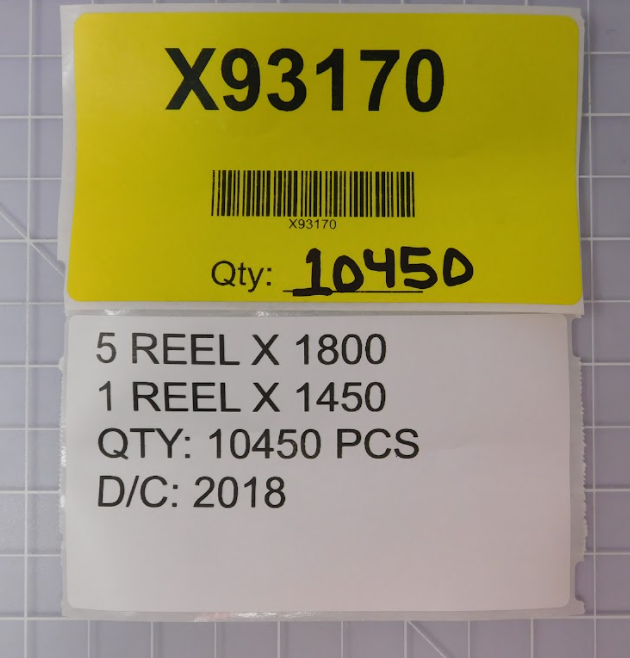 X93170
X93170
Qty: 10450
5 REEL X 1800
1 REEL X 1450
QTY: 10450 PCS
D/C: 2018